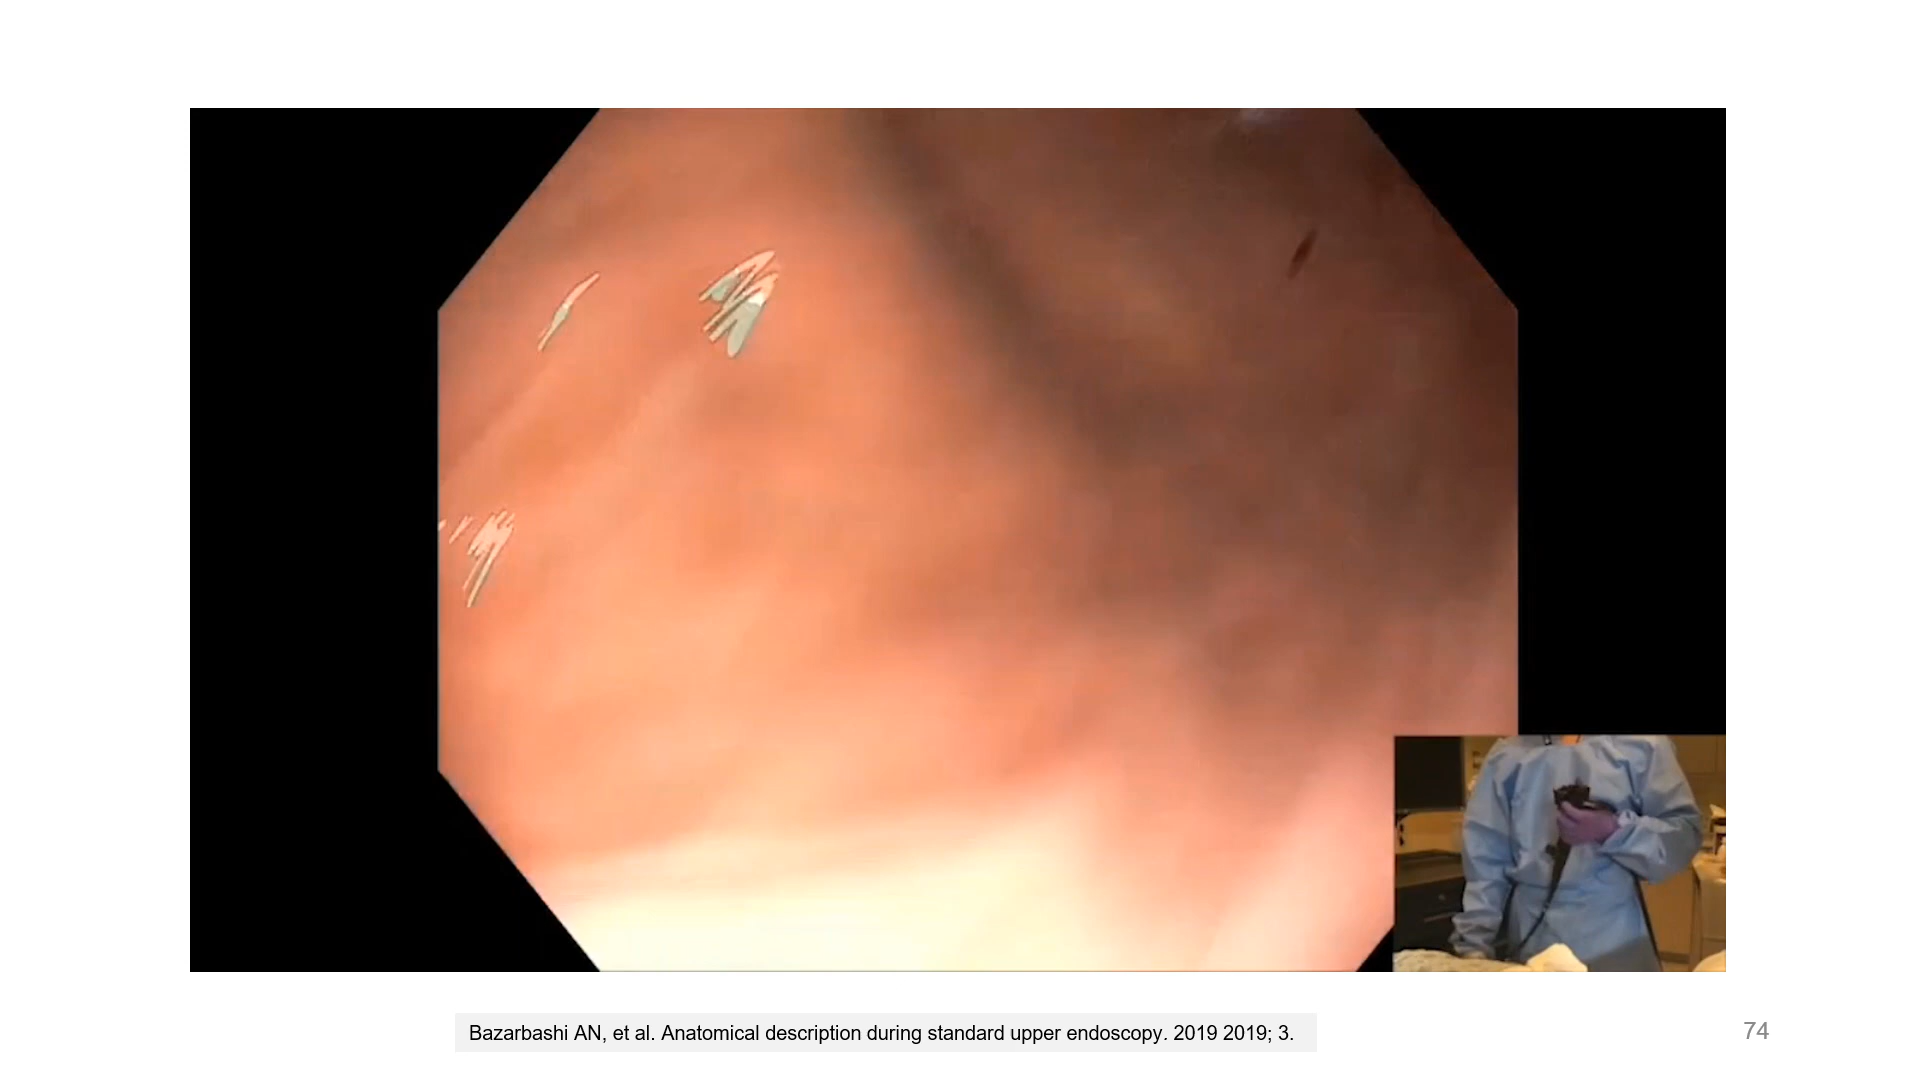 Bazarbashi AN, et al. Anatomical description during standard upper endoscopy. 2019 2019; 3.
74